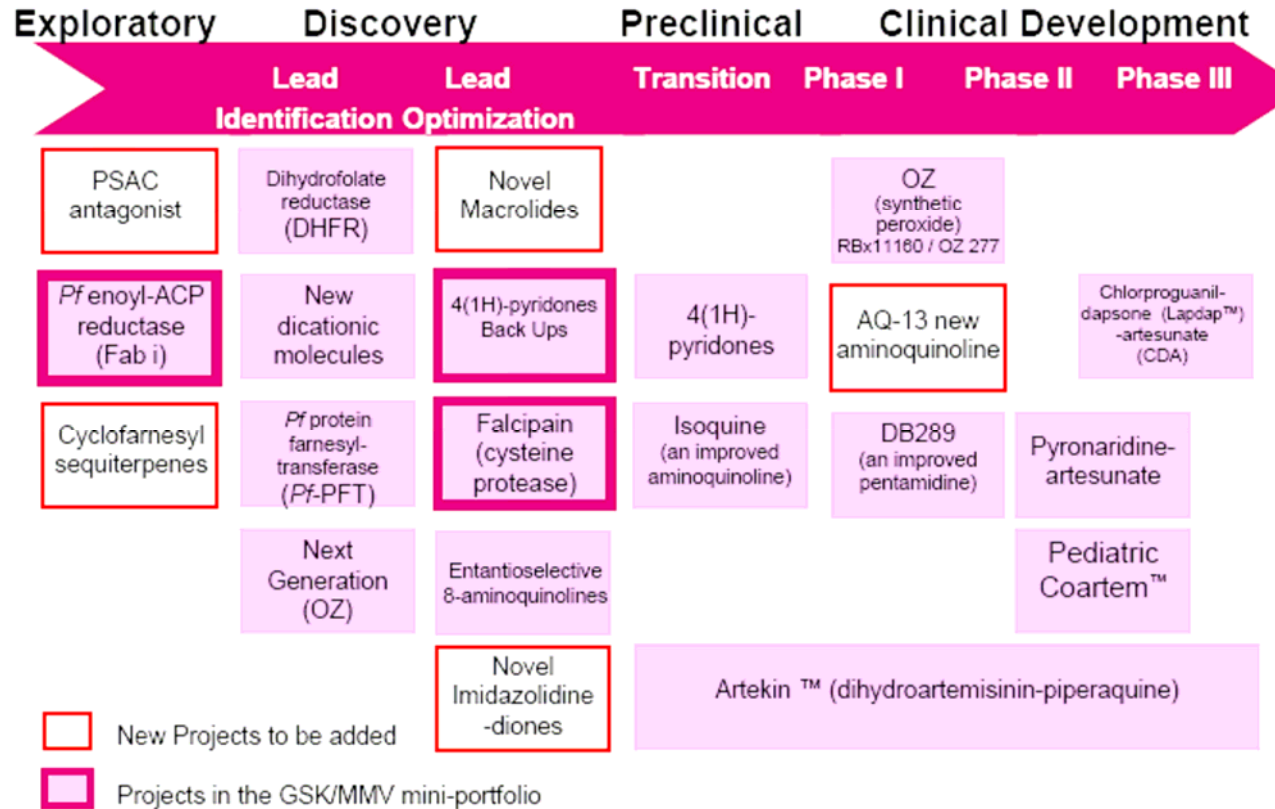 Exploratory Discovery Preclinical Clinical Development
Lead Lead Transition Phase I Phase II Phase III
Identification Optimization
PSAC
antagonist
Dihydrofolate
reductase
(DHFR)
Novel
Macrolides
OZ
(synthetic
peroxide)
RBx11160 / OZ 277
Pf enoyl-ACP
reductase
(Fab i)
New
dicationic
molecules
4(1H)-pyridones
Back Ups
4(1H)-
pyridones
AQ-13 new
aminoquinoline
Chlorproguanil-
dapsone (Lapdap™)
-artesunate
(CDA)
Cyclofarnesyl
sequiterpenes
Pf protein
farnesyl-
transferase
(Pf-PFT)
Falcipain
(cysteine
protease)
Isoquine
(an improved
aminoquinoline)
DB289
(an improved
pentamidine)
Pyronaridine-
artesunate
Next
Generation
(OZ)
Entantioselective
8-aminoquinolines
Pediatric
Coartem™
Novel
Imidazolidine
-diones
Artekin ™ (dihydroartemisinin-piperaquine)
New Projects to be added
Projects in the GSK/MMV mini-portfolio